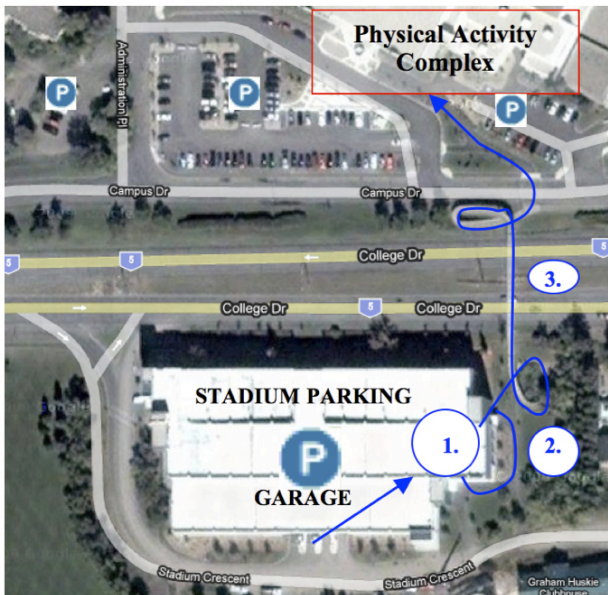 Physical Activity
Complex
P
P
P
Administration Pl
Campus Dr
Campus Dr
College Dr
5
5
5
3.
College Dr
5
College Dr
STADIUM PARKING
1.
2.
P
GARAGE
Stadium Crescent
Stadium Crescent
Graham Huskie
Clubhouse